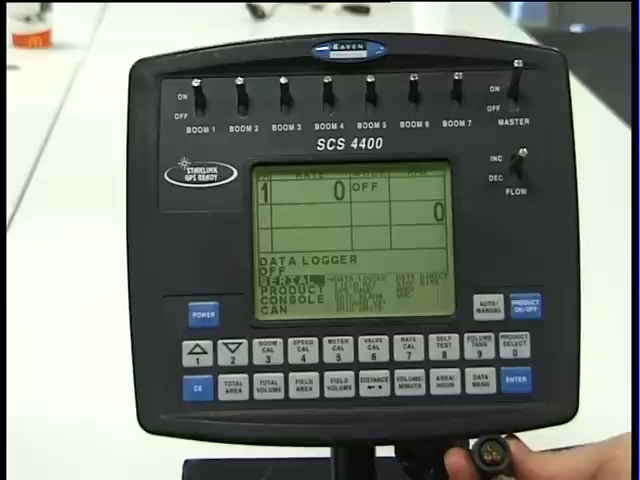 RAVEN
ON
OFF
BOOM 1
BOOM 2
BOOM 3
BOOM 4
BOOM 5
BOOM 6
BOOM 7
ON
OFF
MASTER
SCS 4400
STARLINK
GPS READY
INC
DEC
FLOW
RATE
1
0
OFF
0
DATA LOGGER
OFF
SERIAL
PRODUCT
CONSOLE
CAN
POWER
AUTO/
MANUAL
PRODUCT
ON/OFF
1
2
BOOM
CAL
3
SPEED
CAL
4
METER
CAL
5
VALVE
CAL
6
RATE
CAL
7
SELF
TEST
8
VOLUME
TANK
9
PRODUCT
SELECT
0
CE
TOTAL
AREA
TOTAL
VOLUME
FIELD
AREA
FIELD
VOLUME
DISTANCE
VOLUME/
MINUTE
AREA/
HOUR
DATA
MENU
ENTER